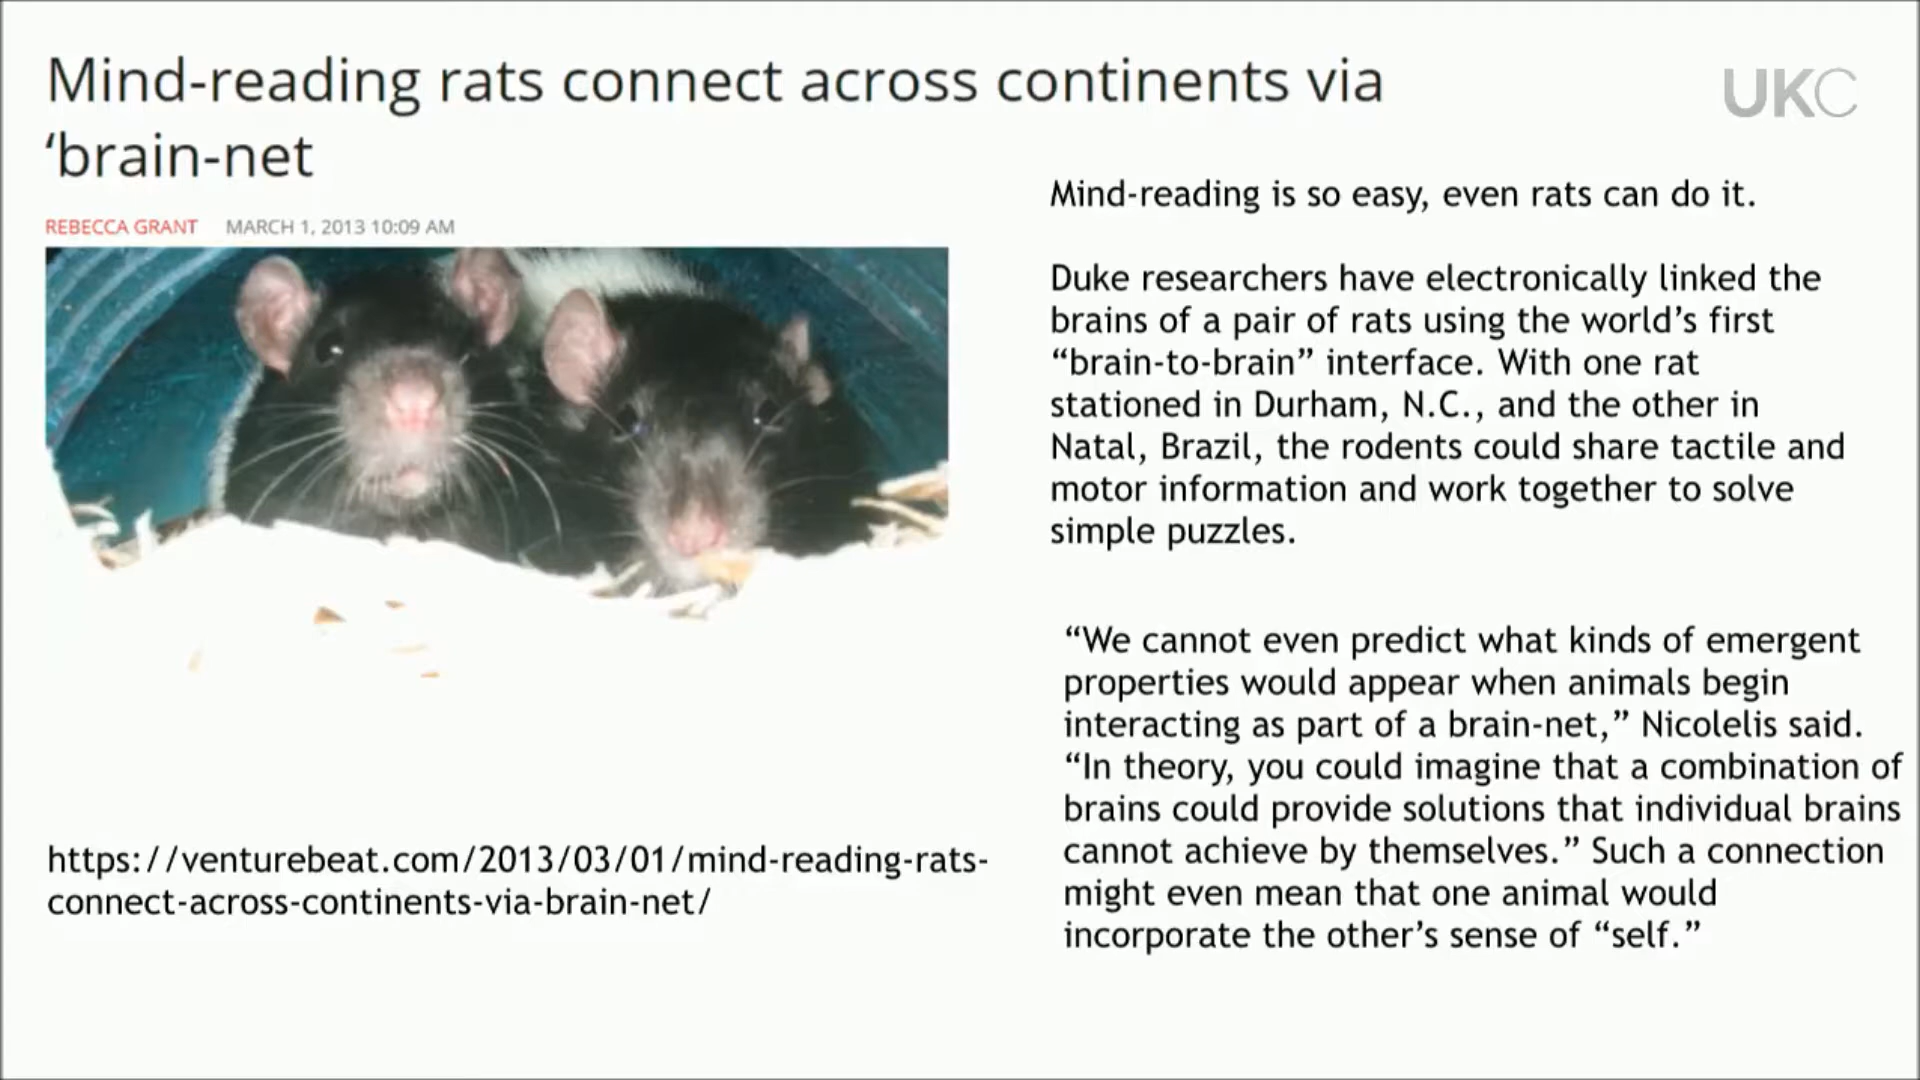 Mind-reading rats connect across continents via
‘brain-net
UKC
REBECCA GRANT MARCH 1, 2013 10:09 AM
Mind-reading is so easy, even rats can do it.
Duke researchers have electronically linked the
brains of a pair of rats using the world’s first
“brain-to-brain” interface. With one rat
stationed in Durham, N.C., and the other in
Natal, Brazil, the rodents could share tactile and
motor information and work together to solve
simple puzzles.
“We cannot even predict what kinds of emergent
properties would appear when animals begin
interacting as part of a brain-net,” Nicolelis said.
“In theory, you could imagine that a combination of
brains could provide solutions that individual brains
cannot achieve by themselves.” Such a connection
might even mean that one animal would
incorporate the other’s sense of “self.”
https://venturebeat.com/2013/03/01/mind-reading-rats-
connect-across-continents-via-brain-net/